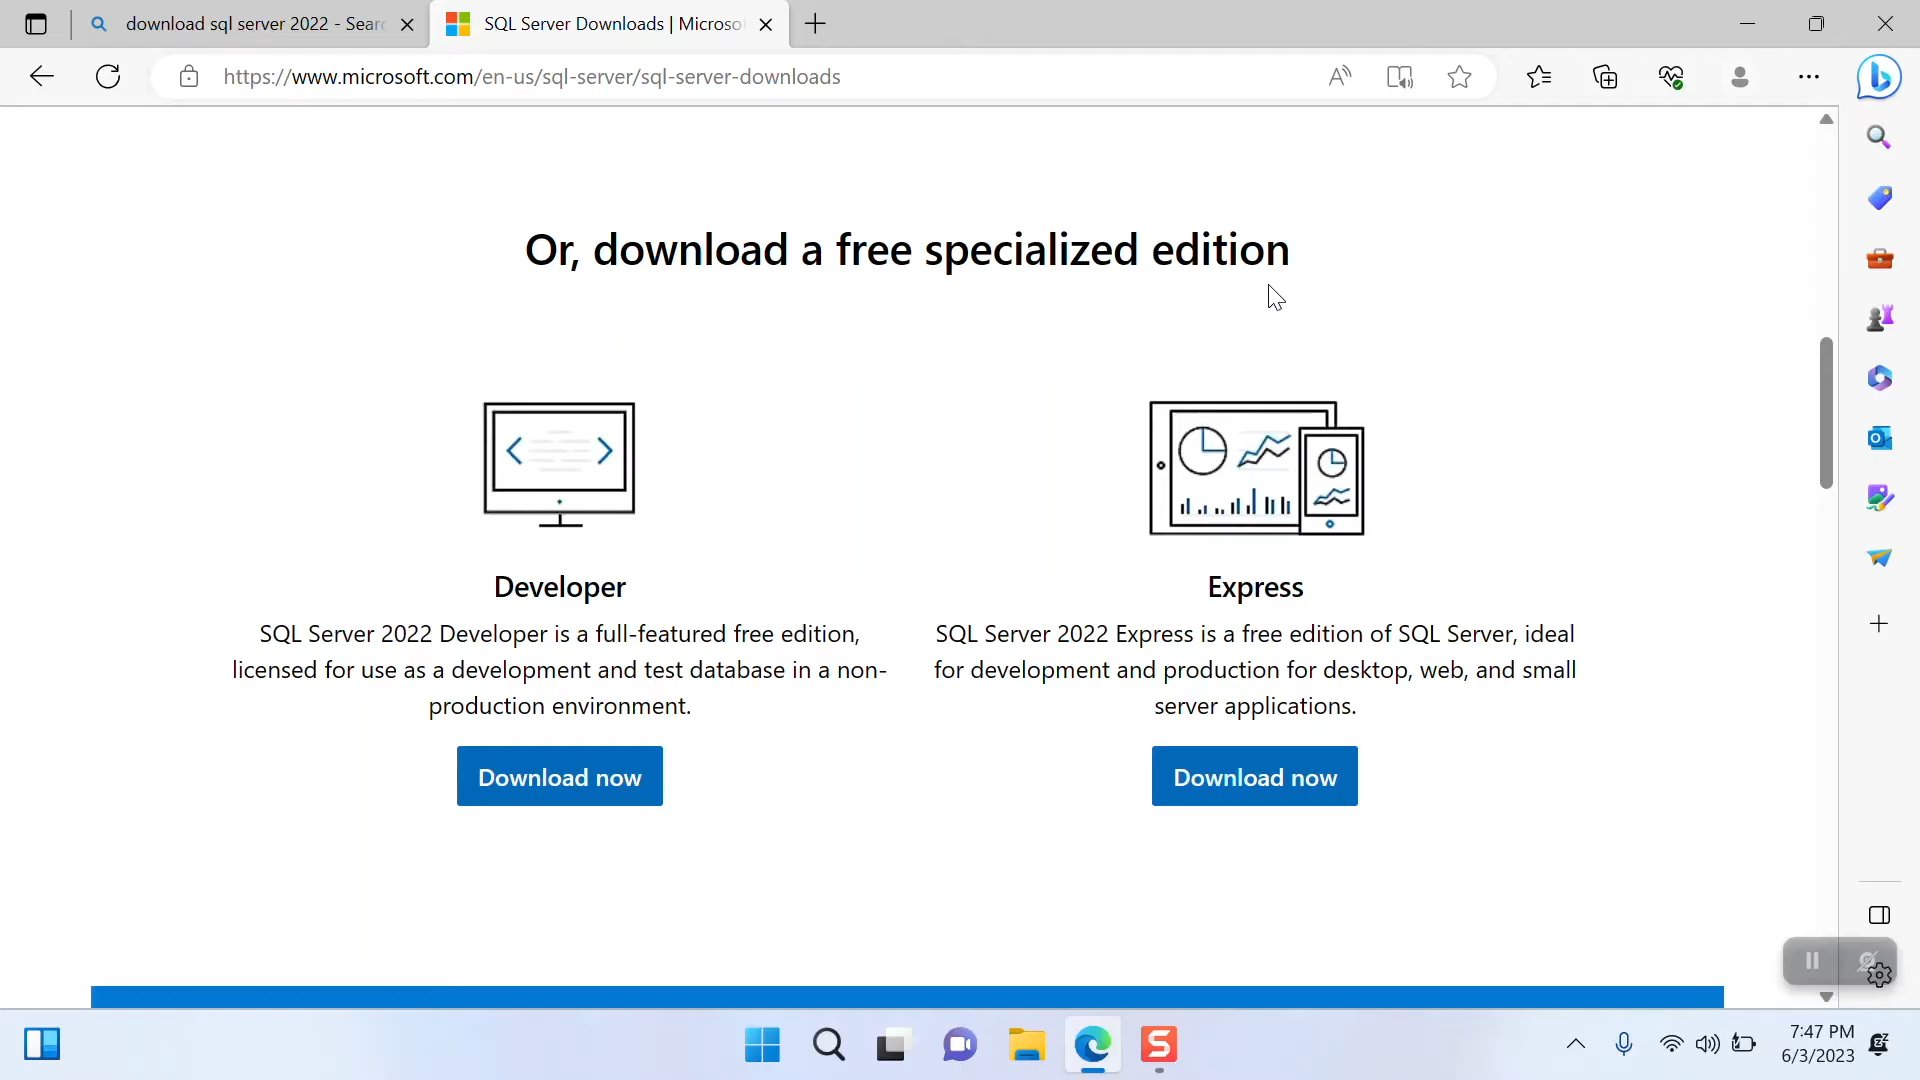 download sql server 2022 - Sear
SQL Server Downloads | Microso
https://www.microsoft.com/en-us/sql-server/sql-server-downloads
Or, download a free specialized edition
Developer
SQL Server 2022 Developer is a full-featured free edition,
licensed for use as a development and test database in a non-
production environment.
Download now
Express
SQL Server 2022 Express is a free edition of SQL Server, ideal
for development and production for desktop, web, and small
server applications.
Download now
7:47 PM
6/3/2023